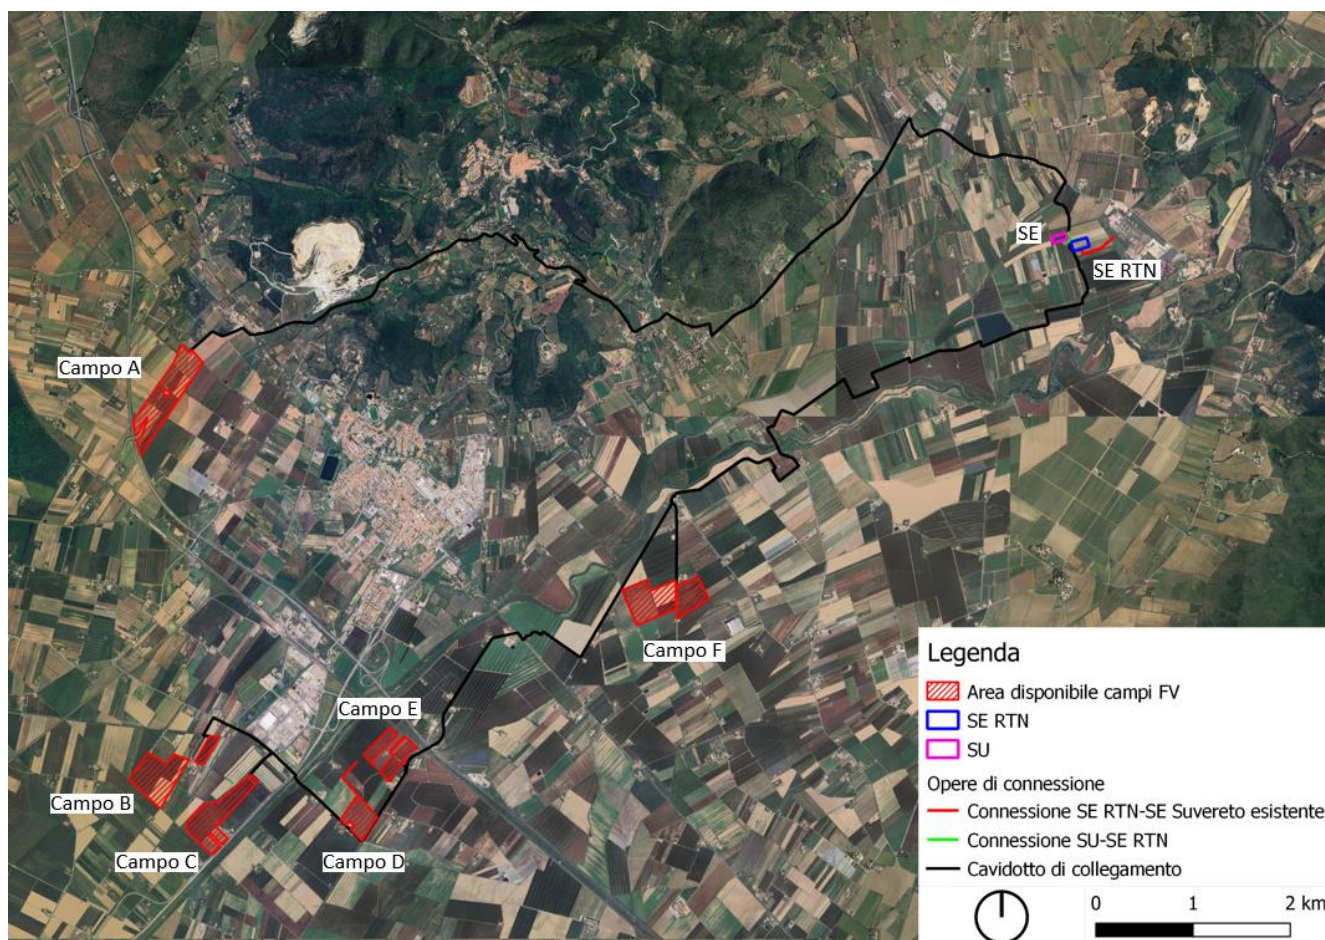 SE
SE RTN
Campo A
Campo F
Campo E
Campo B
Campo C
Campo D
Legenda
Area disponibile campi FV
SE RTN
SU
Opere di connessione
Connessione SE RTN-SE Suvereto esistente
Connessione SU-SE RTN
Cavidotto di collegamento
0 1 2 km